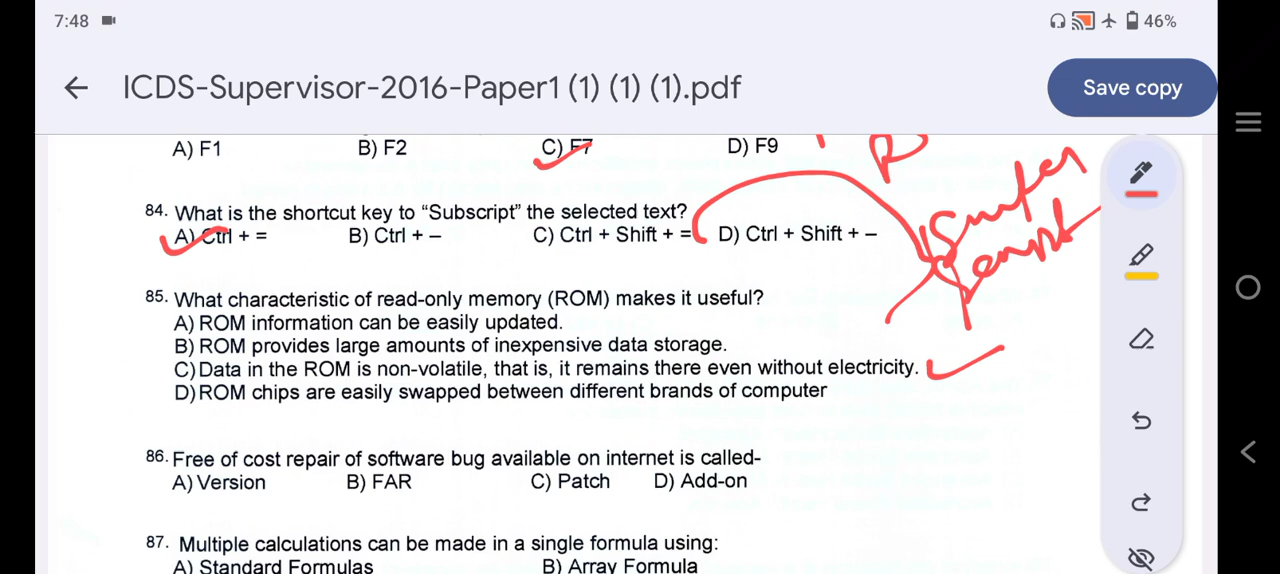 7:48 46%
ICDS-Supervisor-2016-Paper1 (1) (1) (1).pdf Save copy
A) F1 B) F2 C) F7 D) F9
84. What is the shortcut key to “Subscript” the selected text?
A) Ctrl + = B) Ctrl + – C) Ctrl + Shift + = D) Ctrl + Shift + –
85. What characteristic of read-only memory (ROM) makes it useful?
A) ROM information can be easily updated.
B) ROM provides large amounts of inexpensive data storage.
C) Data in the ROM is non-volatile, that is, it remains there even without electricity.
D) ROM chips are easily swapped between different brands of computer
86. Free of cost repair of software bug available on internet is called-
A) Version B) FAR C) Patch D) Add-on
87. Multiple calculations can be made in a single formula using:
A) Standard Formulas B) Array Formula